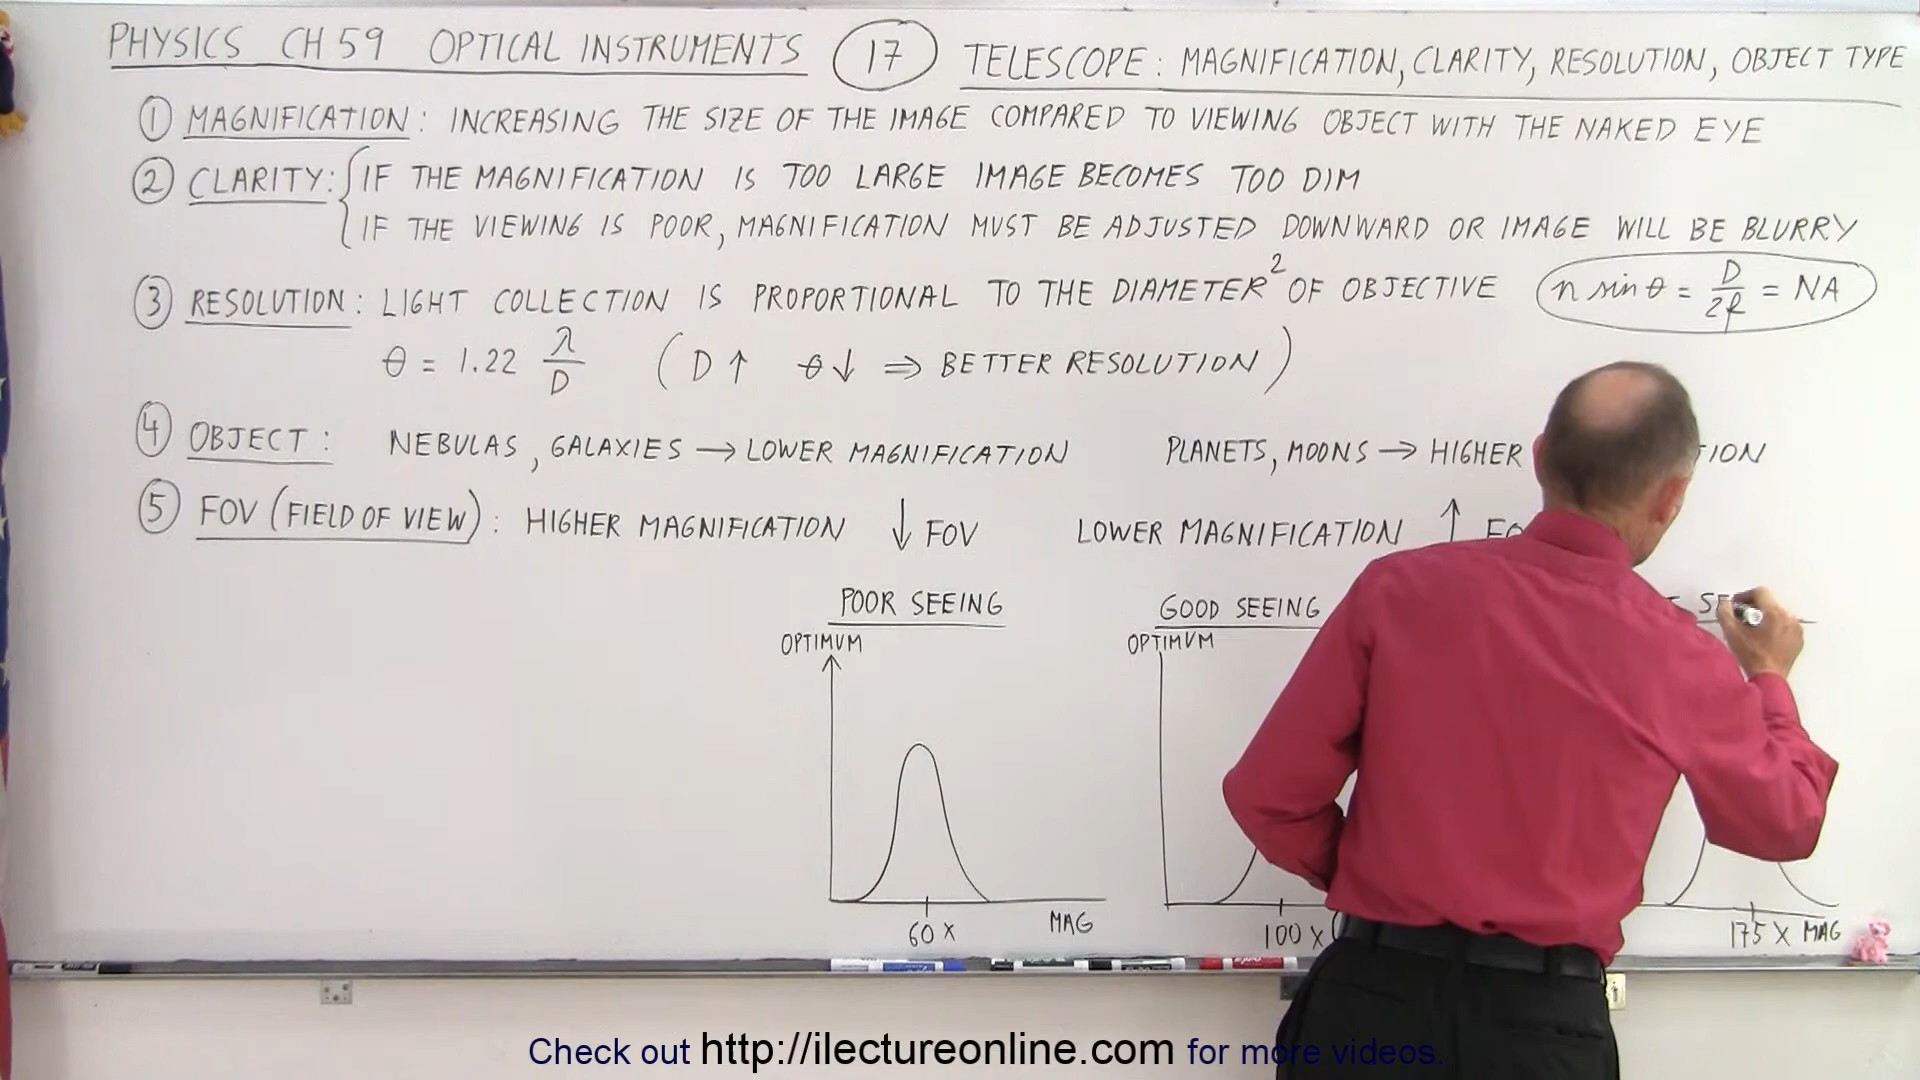 PHYSICS CH 59 OPTICAL INSTRUMENTS 17 TELESCOPE: MAGNIFICATION, CLARITY, RESOLUTION, OBJECT TYPE
① MAGNIFICATION: INCREASING THE SIZE OF THE IMAGE COMPARED TO VIEWING OBJECT WITH THE NAKED EYE
② CLARITY: { IF THE MAGNIFICATION IS TOO LARGE IMAGE BECOMES TOO DIM
IF THE VIEWING IS POOR, MAGNIFICATION MUST BE ADJUSTED DOWNWARD OR IMAGE WILL BE BLURRY
③ RESOLUTION: LIGHT COLLECTION IS PROPORTIONAL TO THE DIAMETER² OF OBJECTIVE n sin θ = D/2f = NA
θ = 1.22 λ/D (D ↑ θ ↓ ⇒ BETTER RESOLUTION)
④ OBJECT: NEBULAS, GALAXIES → LOWER MAGNIFICATION PLANETS, MOONS → HIGHER TION
⑤ FOV (FIELD OF VIEW): HIGHER MAGNIFICATION ↓ FOV LOWER MAGNIFICATION ↑ FO
POOR SEEING GOOD SEEING SE
OPTIMUM OPTIMUM
60 X MAG 100 X 175 X MAG
Check out http://ilectureonline.com for more videos.